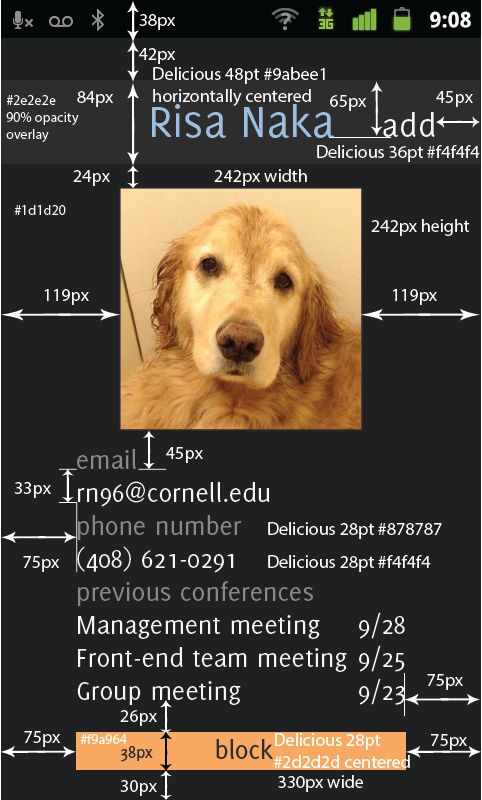 38px
3G
9:08
42px
Delicious 48pt #9abee1
horizontally centered
#2e2e2e
90% opacity
overlay
84px
65px
45px
Risa Naka
add
Delicious 36pt #f4f4f4
24px
242px width
#1d1d20
242px height
119px
119px
45px
email
33px
rn96@cornell.edu
phone number
Delicious 28pt #878787
75px
(408) 621-0291
Delicious 28pt #f4f4f4
previous conferences
Management meeting 9/28
Front-end team meeting 9/25
75px
Group meeting 9/23
26px
75px
#f9a964
38px
block
Delicious 28pt
#2d2d2d centered
75px
30px
330px wide